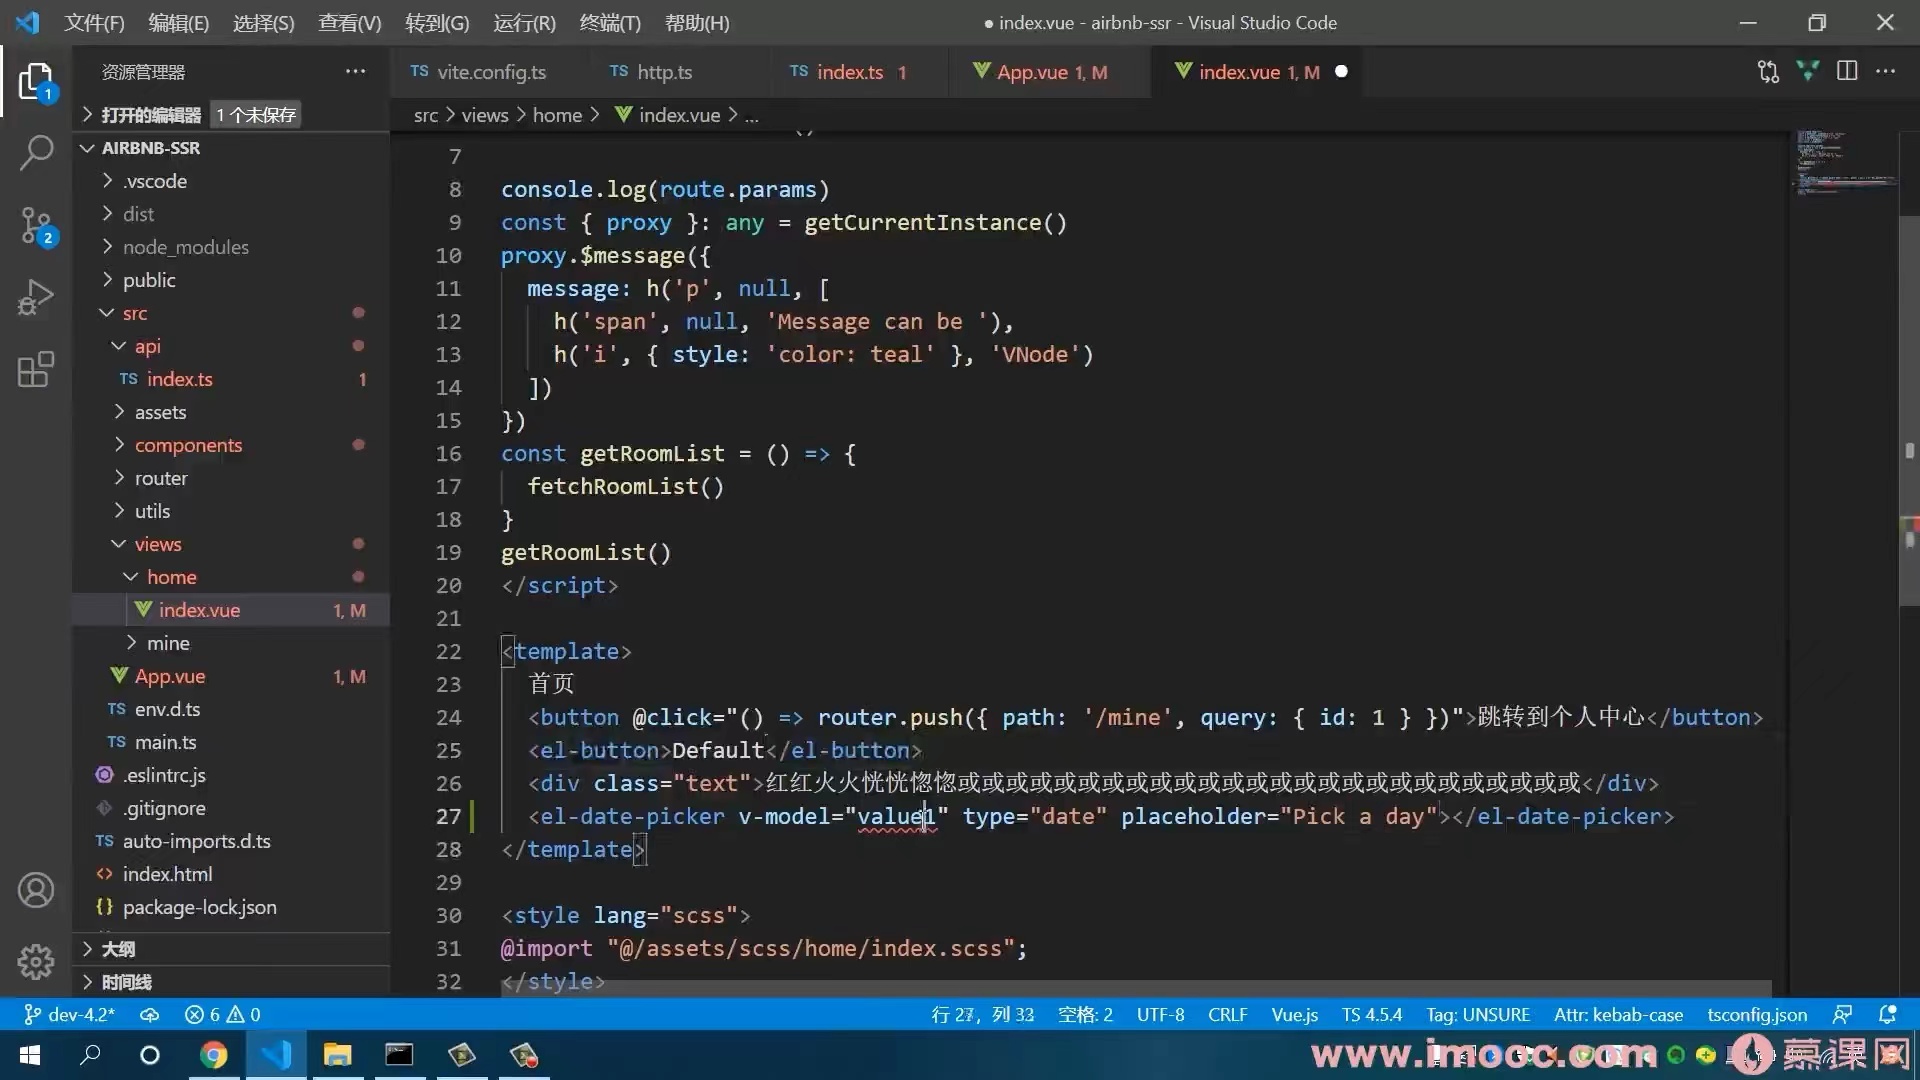 文件(F) 编辑(E) 选择(S) 查看(V) 转到(G) 运行(R) 终端(T) 帮助(H) ● index.vue - airbnb-ssr - Visual Studio Code
资源管理器 ···
TS vite.config.ts TS http.ts TS index.ts 1 App.vue 1, M index.vue 1, M
打开的编辑器 1 个未保存
src > views > home > index.vue > ...
AIRBNB-SSR
.vscode
dist
node_modules
public
src
api
TS index.ts 1
assets
components
router
utils
views
home
index.vue 1, M
mine
App.vue 1, M
TS env.d.ts
TS main.ts
.eslintrc.js
.gitignore
TS auto-imports.d.ts
<> index.html
{} package-lock.json
大纲
时间线
1
2
7
8 console.log(route.params)
9 const { proxy }: any = getCurrentInstance()
10 proxy.$message({
11 message: h('p', null, [
12 h('span', null, 'Message can be '),
13 h('i', { style: 'color: teal' }, 'VNode')
14 ])
15 })
16 const getRoomList = () => {
17 fetchRoomList()
18 }
19 getRoomList()
20 </script>
21
22 <template>
23 首页
24 <button @click="() => router.push({ path: '/mine', query: { id: 1 } })">跳转到个人中心</button>
25 <el-button>Default</el-button>
26 <div class="text">红红火火恍恍惚惚或或或或或或或或或或或或或或或或或或或或或或或或或或</div>
27 <el-date-picker v-model="value1" type="date" placeholder="Pick a day"></el-date-picker>
28 </template>
29
30 <style lang="scss">
31 @import "@/assets/scss/home/index.scss";
32 </style>
dev-4.2* 6 0 行 27，列 33 空格: 2 UTF-8 CRLF Vue.js TS 4.5.4 Tag: UNSURE Attr: kebab-case tsconfig.json
www.imooc.com 慕课网